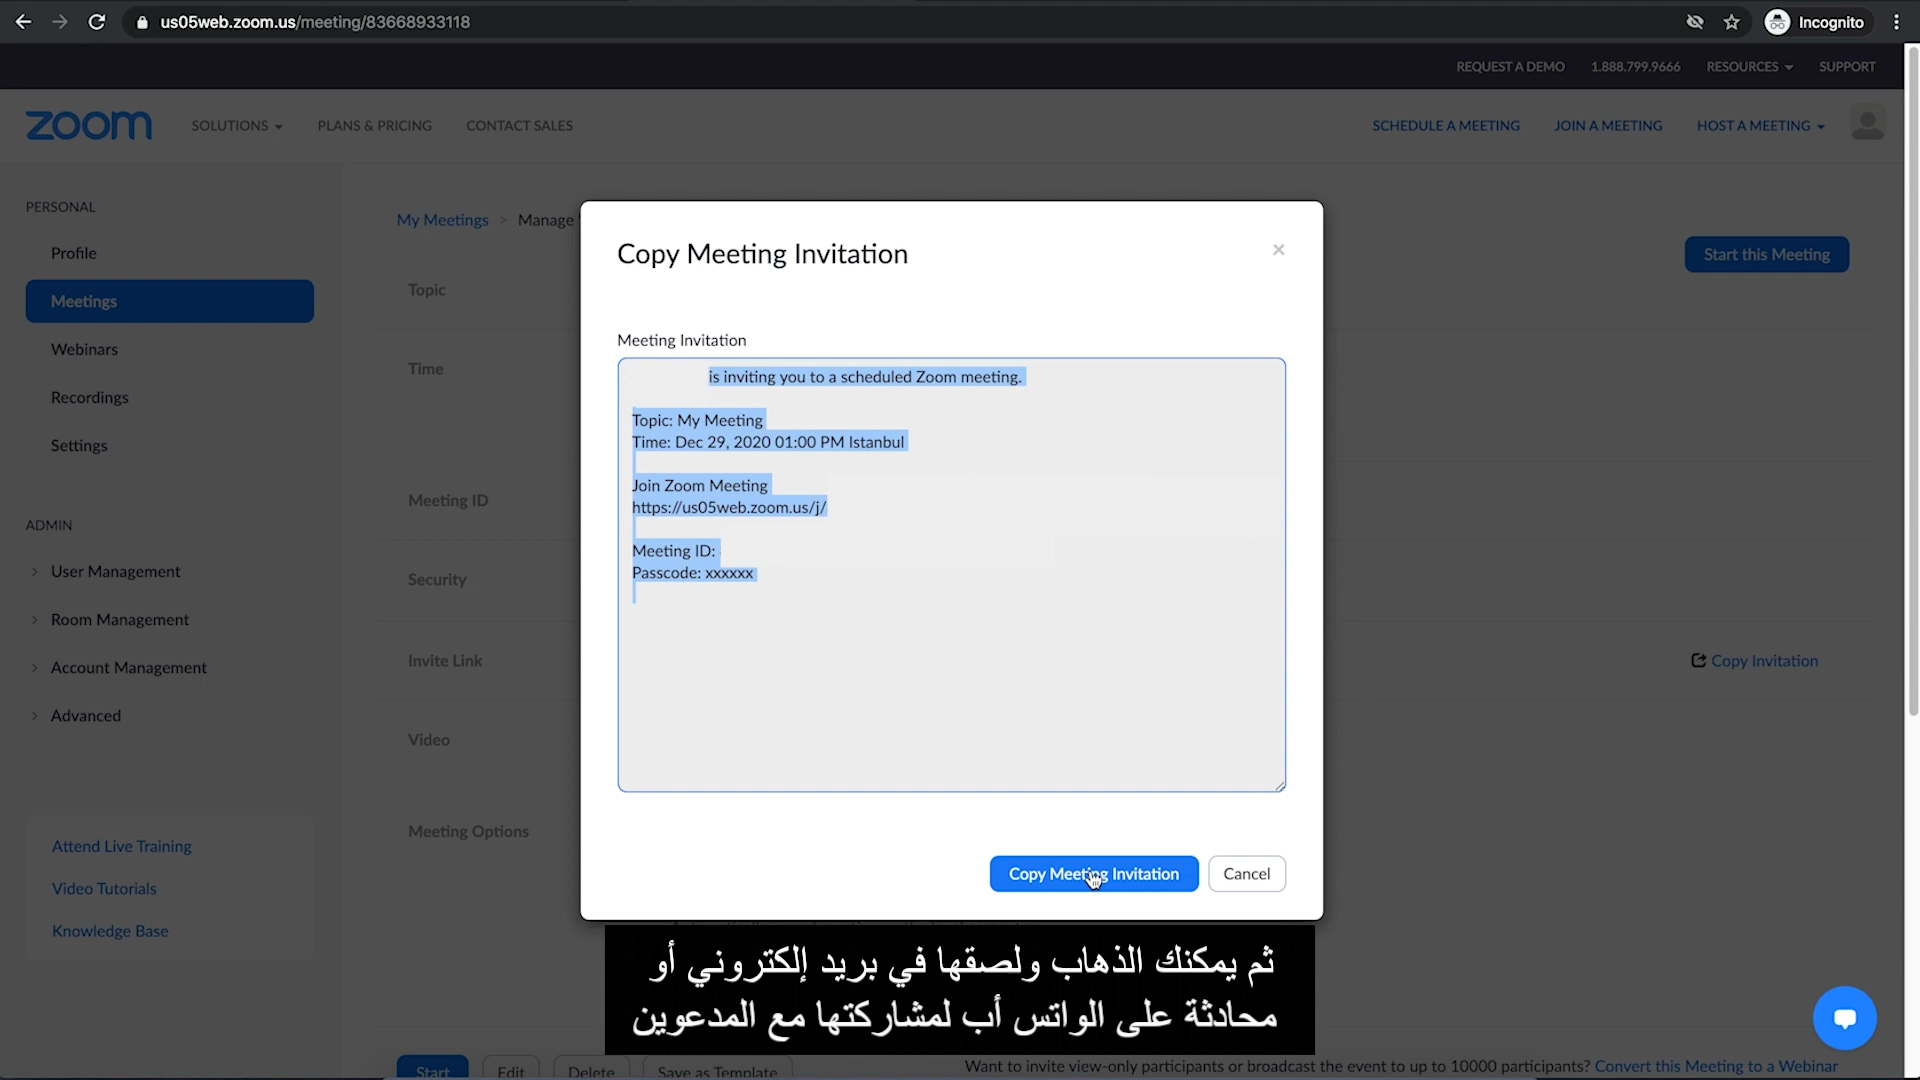 us05web.zoom.us/meeting/83668933118
Incognito
REQUEST A DEMO 1.888.799.9666 RESOURCES SUPPORT
zoom SOLUTIONS PLANS & PRICING CONTACT SALES SCHEDULE A MEETING JOIN A MEETING HOST A MEETING
PERSONAL
Profile
Meetings
Webinars
Recordings
Settings
ADMIN
User Management
Room Management
Account Management
Advanced
Attend Live Training
Video Tutorials
Knowledge Base
My Meetings > Manage
Start this Meeting
Topic
Time
Meeting ID
Security
Invite Link
Copy Invitation
Video
Meeting Options
Copy Meeting Invitation
×
Meeting Invitation
is inviting you to a scheduled Zoom meeting.
Topic: My Meeting
Time: Dec 29, 2020 01:00 PM Istanbul
Join Zoom Meeting
https://us05web.zoom.us/j/
Meeting ID:
Passcode: xxxxxx
Copy Meeting Invitation Cancel
ثم يمكنك الذهاب ولصقها في بريد إلكتروني أو
محادثة على الواتس أب لمشاركتها مع المدعوين
Start Edit Delete Save as Template
Want to invite view-only participants or broadcast the event to up to 10000 participants? Convert this Meeting to a Webinar